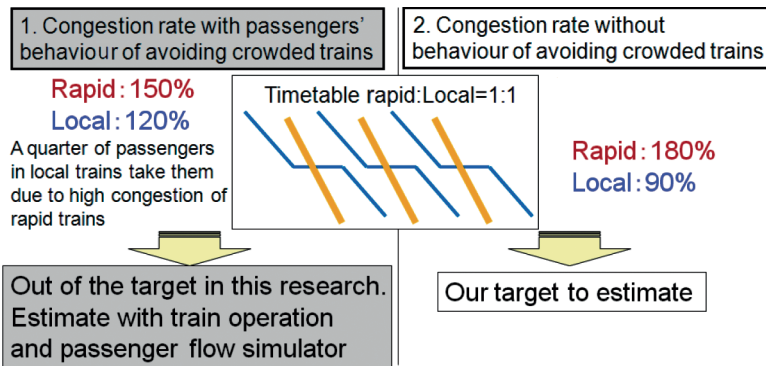 1. Congestion rate with passengers'
behaviour of avoiding crowded trains
2. Congestion rate without
behaviour of avoiding crowded trains
Rapid:150%
Local:120%
A quarter of passengers
in local trains take them
due to high congestion of
rapid trains
Timetable rapid:Local=1:1
Rapid:180%
Local:90%
Out of the target in this research.
Estimate with train operation
and passenger flow simulator
Our target to estimate